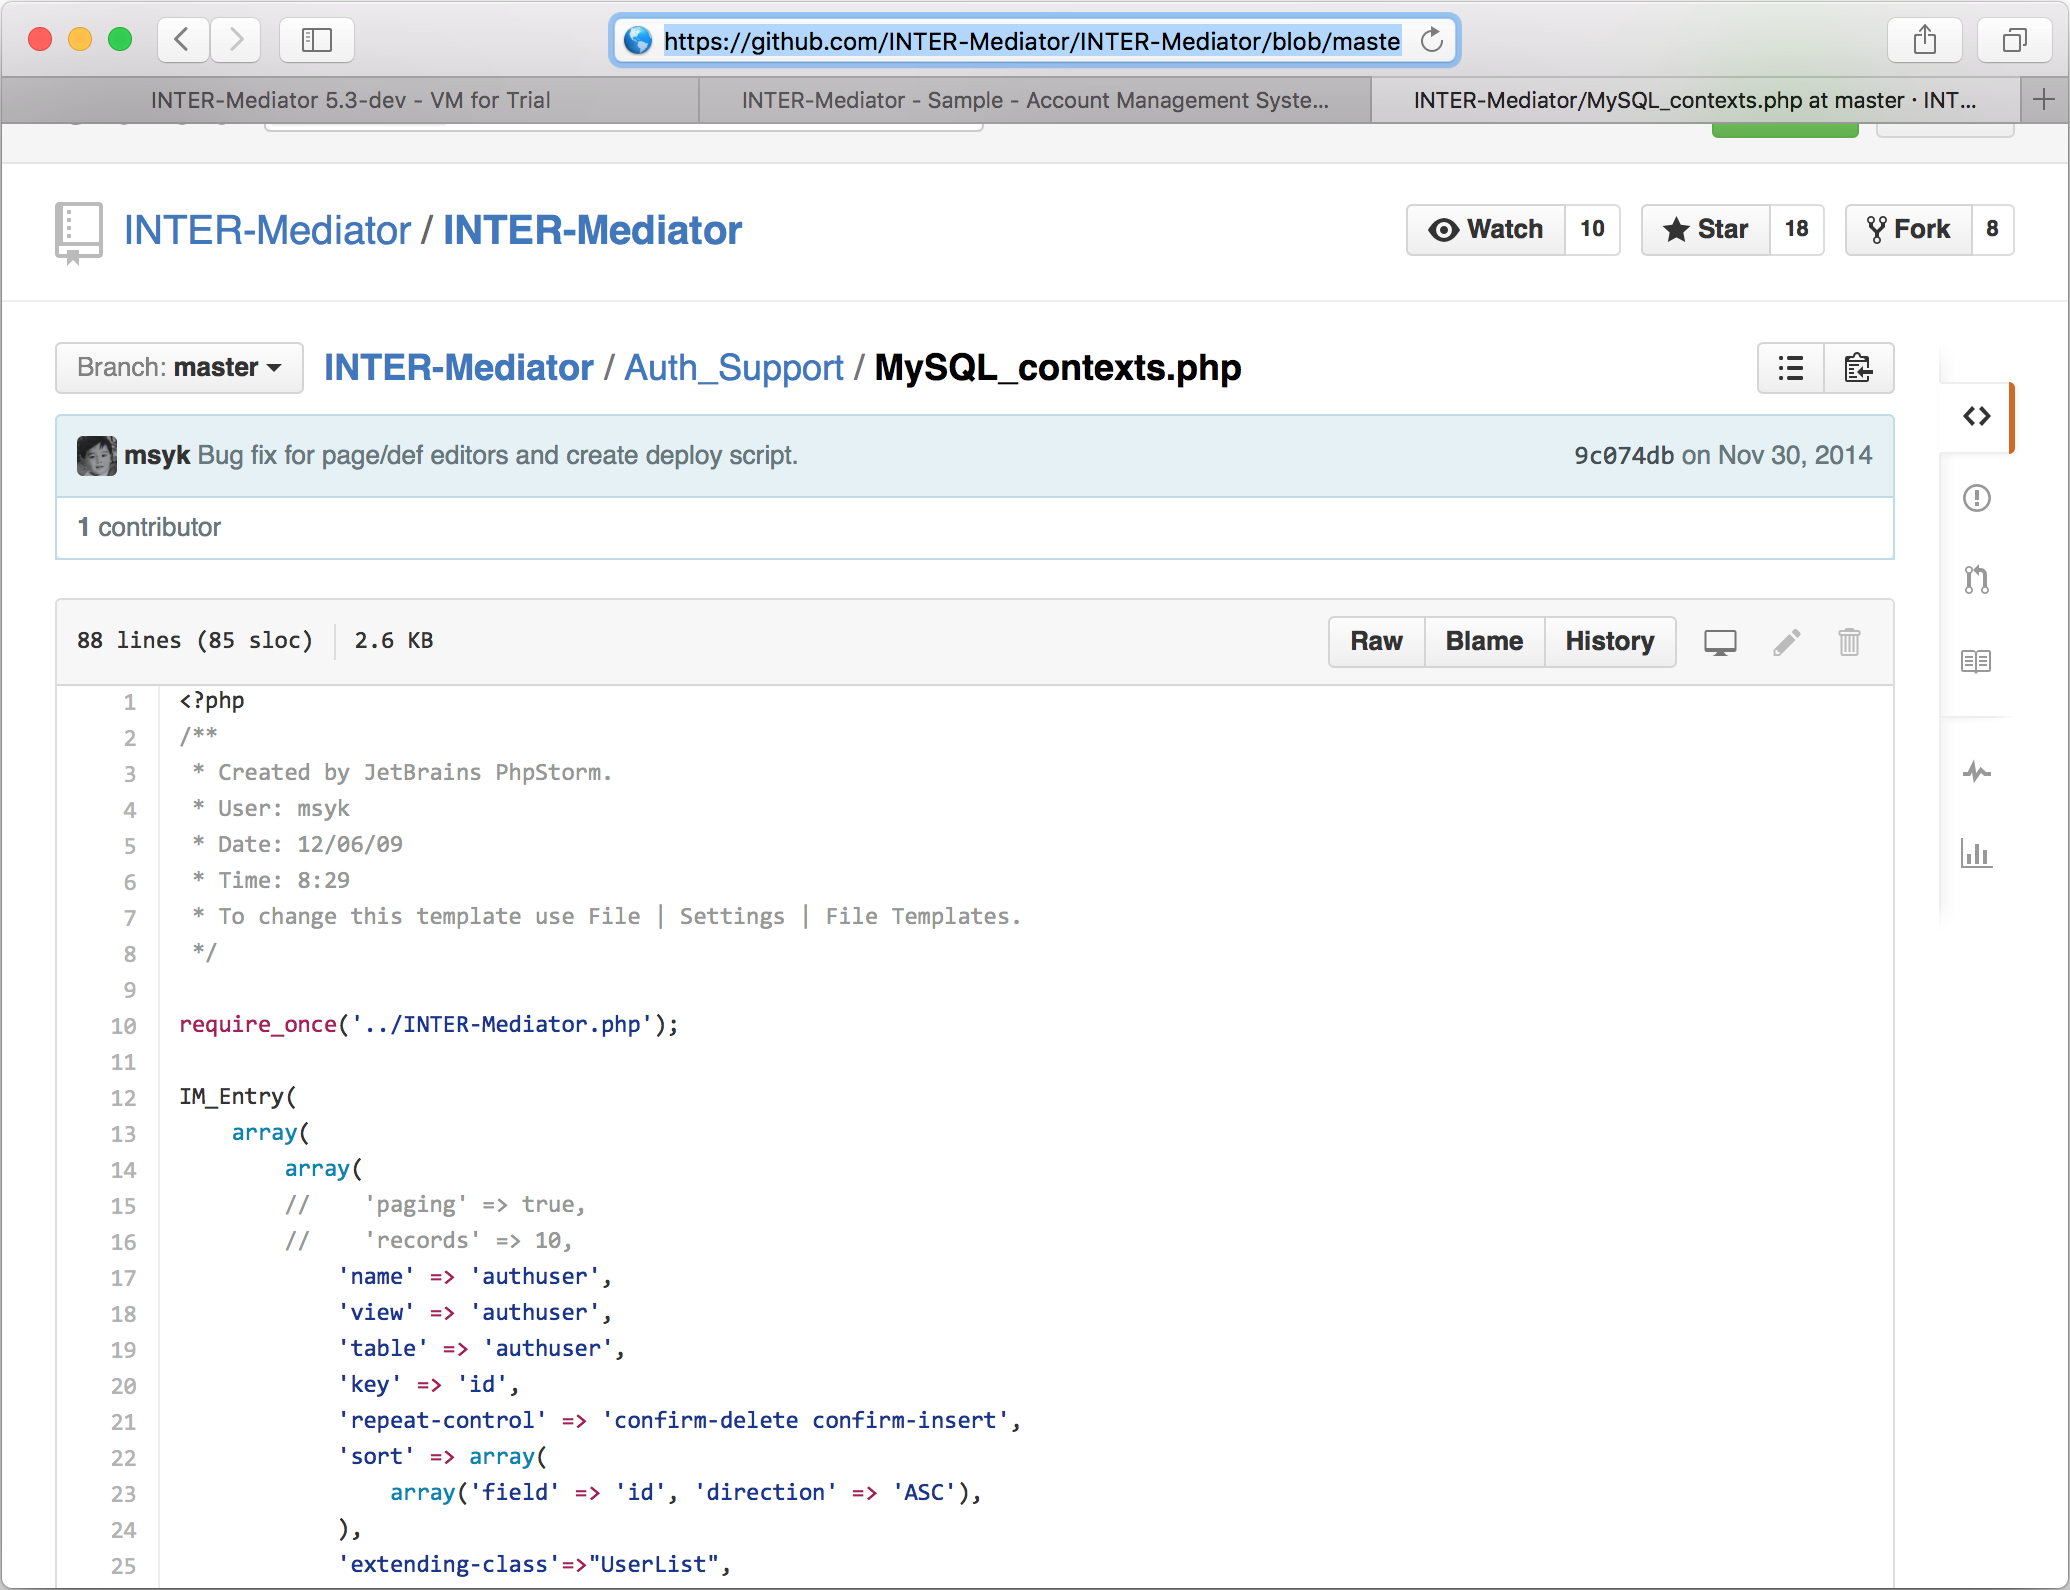 https://github.com/INTER-Mediator/INTER-Mediator/blob/maste
INTER-Mediator 5.3-dev - VM for Trial
INTER-Mediator - Sample - Account Management Syste...
INTER-Mediator/MySQL_contexts.php at master · INT...
INTER-Mediator / INTER-Mediator
Watch 10
Star 18
Fork 8
Branch: master
INTER-Mediator / Auth_Support / MySQL_contexts.php
msyk Bug fix for page/def editors and create deploy script.
9c074db on Nov 30, 2014
1 contributor
88 lines (85 sloc) 2.6 KB
Raw Blame History
1 <?php
2 /**
3  * Created by JetBrains PhpStorm.
4  * User: msyk
5  * Date: 12/06/09
6  * Time: 8:29
7  * To change this template use File | Settings | File Templates.
8  */
9
10 require_once('../INTER-Mediator.php');
11
12 IM_Entry(
13     array(
14         array(
15         //    'paging' => true,
16         //    'records' => 10,
17             'name' => 'authuser',
18             'view' => 'authuser',
19             'table' => 'authuser',
20             'key' => 'id',
21             'repeat-control' => 'confirm-delete confirm-insert',
22             'sort' => array(
23                 array('field' => 'id', 'direction' => 'ASC'),
24             ),
25             'extending-class'=>"UserList",